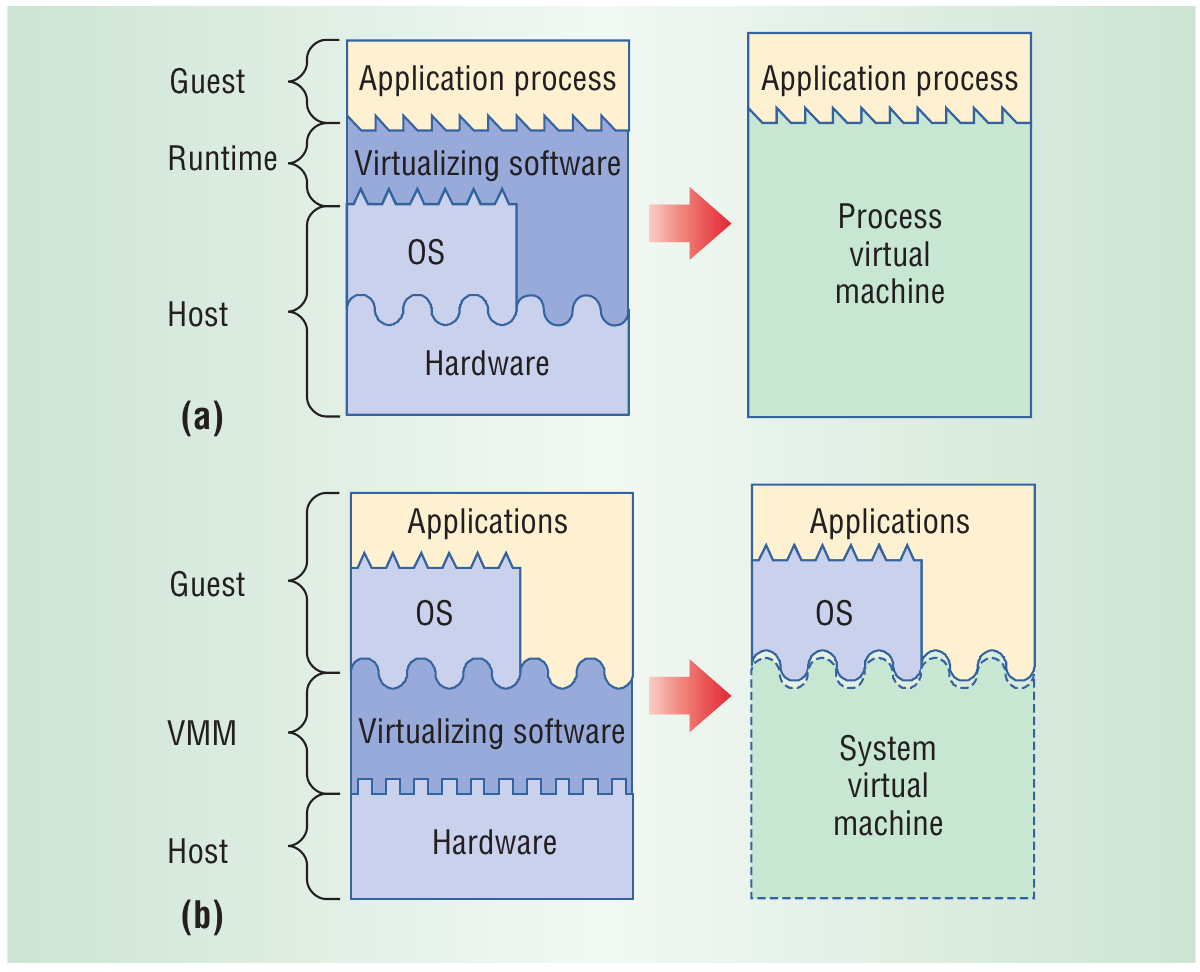 Guest
Application process
Runtime
Virtualizing software
OS
Host
Hardware
(a)
Application process
Process
virtual
machine
Guest
Applications
OS
VMM
Virtualizing software
Host
Hardware
(b)
Applications
OS
System
virtual
machine